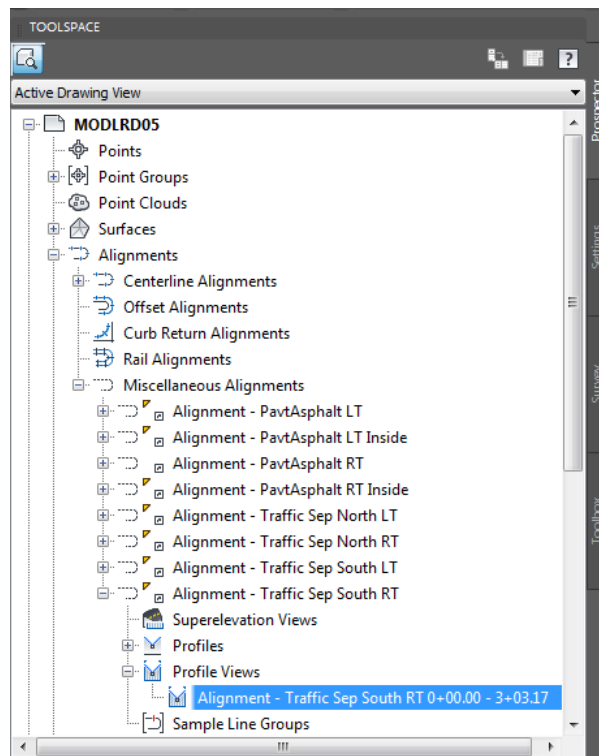 TOOLSPACE
?
Active Drawing View
MODLRD05
Points
Point Groups
Point Clouds
Surfaces
Alignments
Centerline Alignments
Offset Alignments
Curb Return Alignments
Rail Alignments
Miscellaneous Alignments
Alignment - PavtAsphalt LT
Alignment - PavtAsphalt LT Inside
Alignment - PavtAsphalt RT
Alignment - PavtAsphalt RT Inside
Alignment - Traffic Sep North LT
Alignment - Traffic Sep North RT
Alignment - Traffic Sep South LT
Alignment - Traffic Sep South RT
Superelevation Views
Profiles
Profile Views
Alignment - Traffic Sep South RT 0+00.00 - 3+03.17
Sample Line Groups
Prospector
Settings
Survey
Toolbox